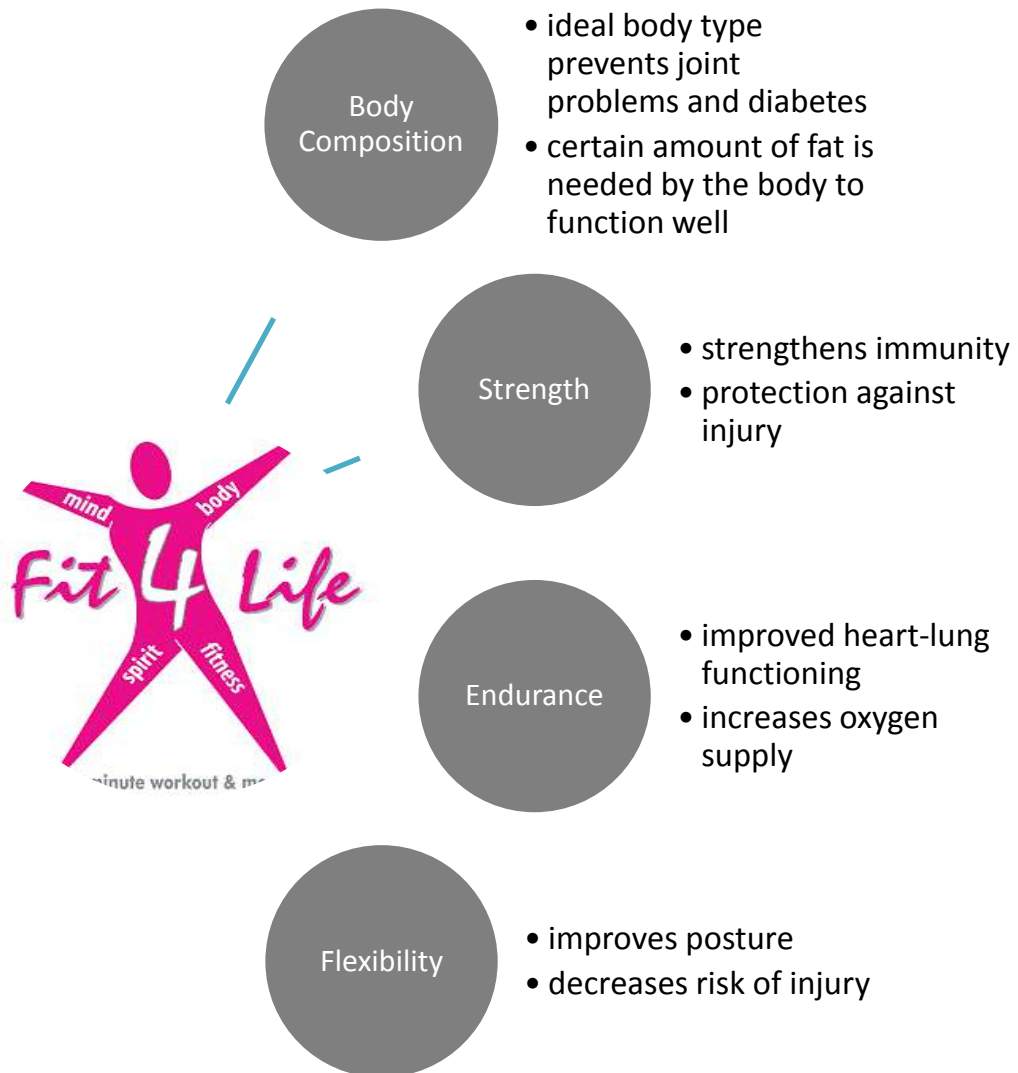 Body
Composition
• ideal body type
prevents joint
problems and diabetes
• certain amount of fat is
needed by the body to
function well
Strength
• strengthens immunity
• protection against
injury
mind
body
Fit 4 Life
spirit
fitness
workout &
Endurance
• improved heart-lung
functioning
• increases oxygen
supply
Flexibility
• improves posture
• decreases risk of injury